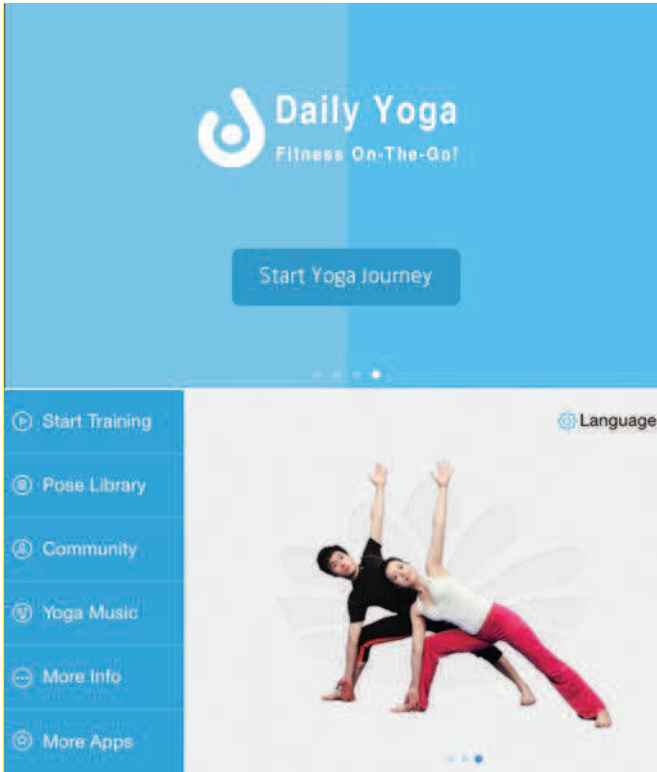 Daily Yoga
Fitness On-The-Go!
Start Yoga Journey
Start Training
Language
Pose Library
Community
Yoga Music
More Info
More Apps